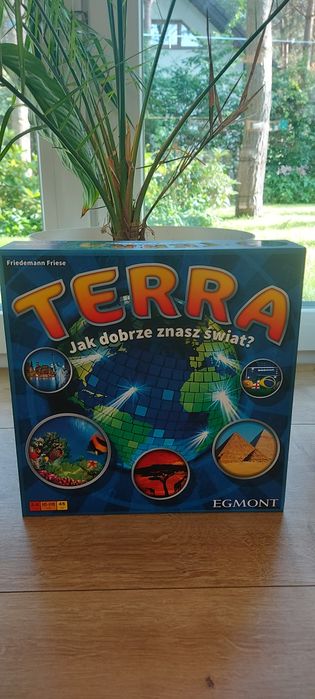 Friedemann Friese
TERRA
Jak dobrze znasz świat?
EGMONT